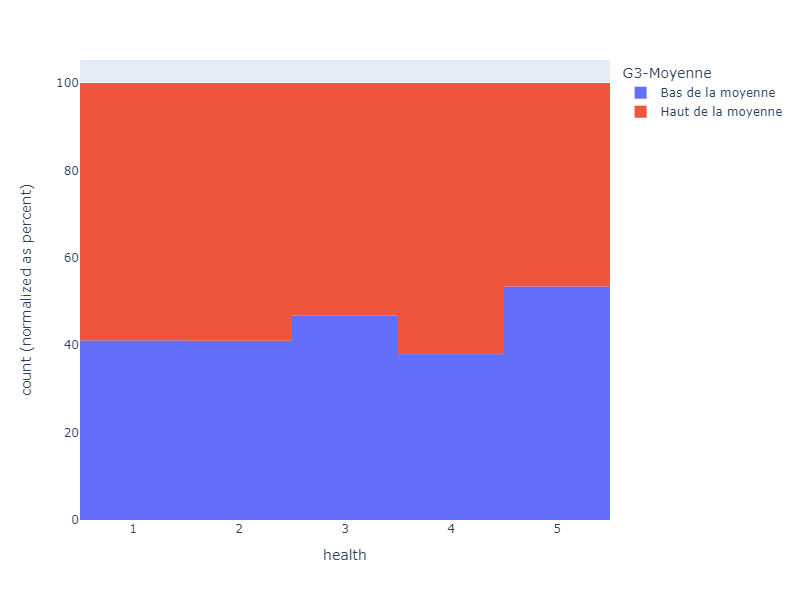 G3-Moyenne
Bas de la moyenne
Haut de la moyenne
count (normalized as percent)
100
80
60
40
20
0
1 2 3 4 5
health